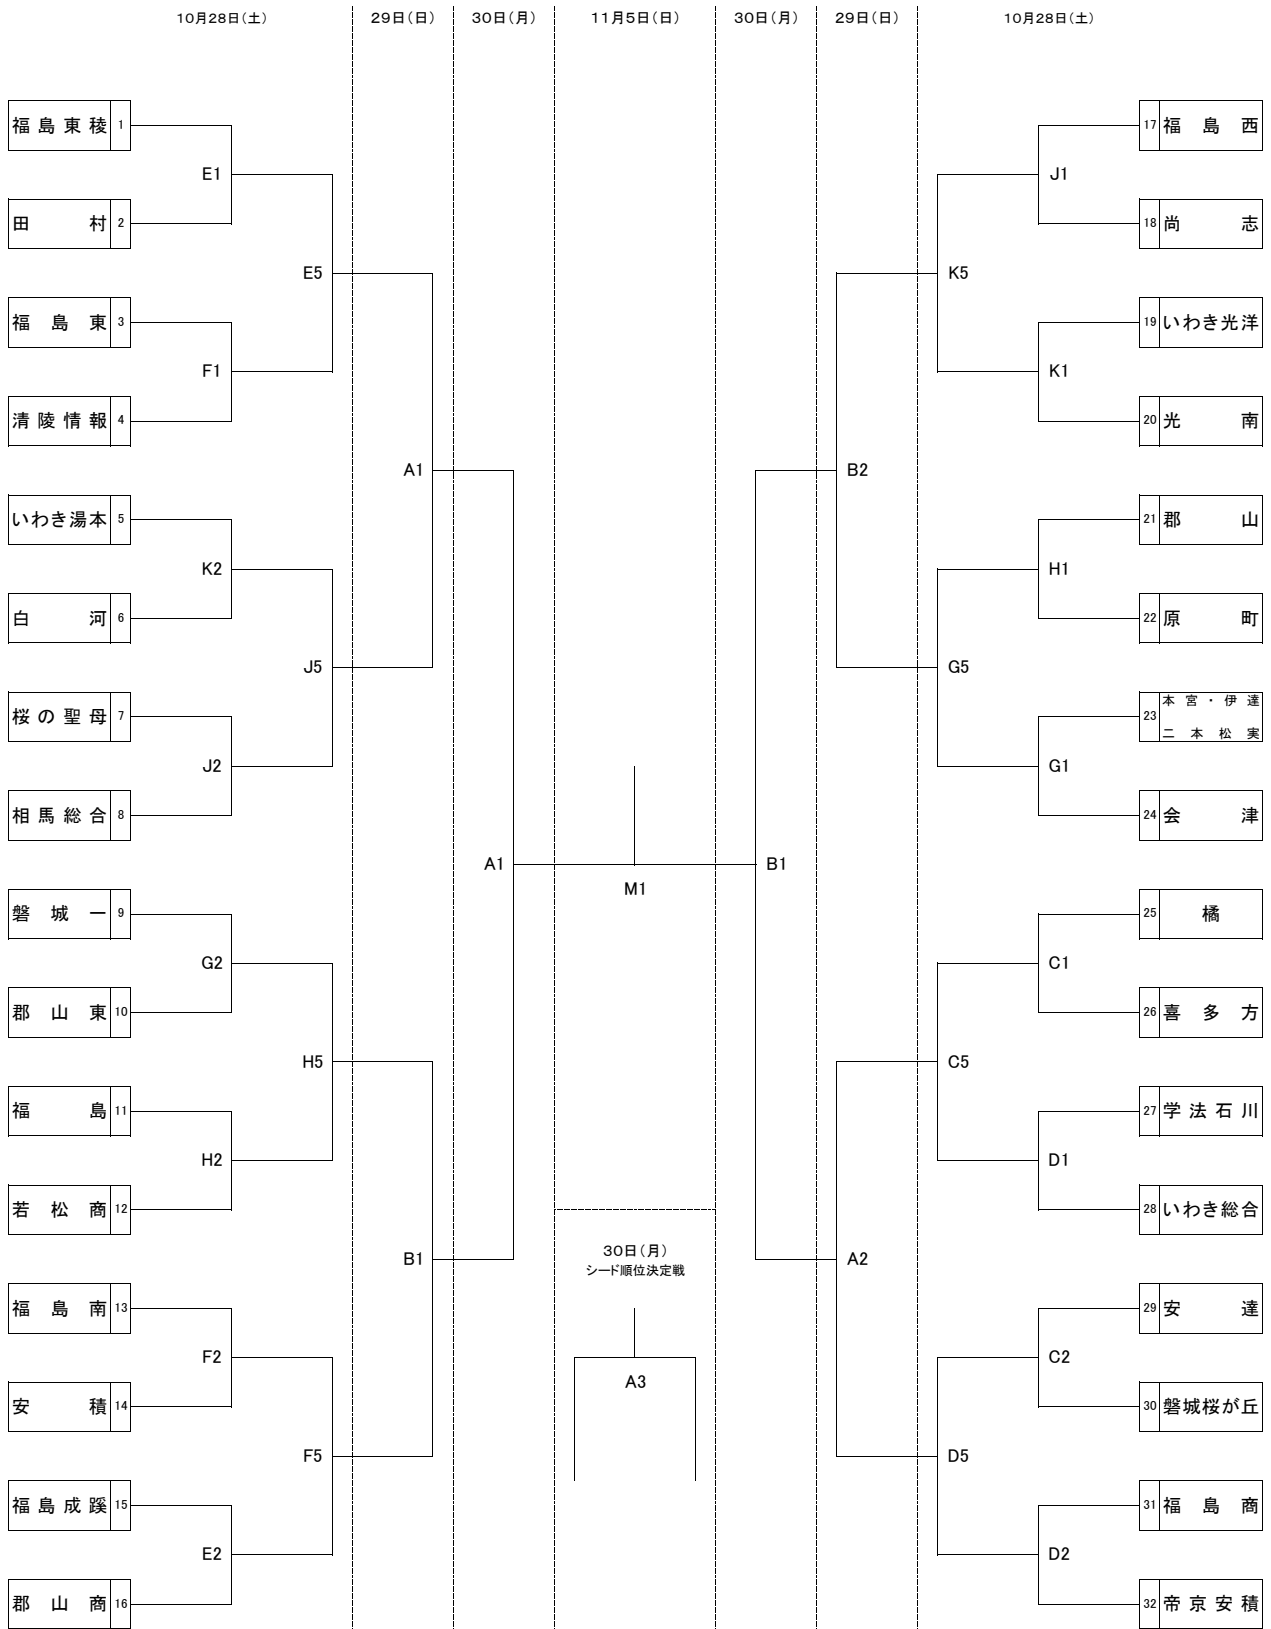 10月28日(土) 29日(日) 30日(月) 11月5日(日) 30日(月) 29日(日) 10月28日(土)
福島東稜 1 17 福島西
E1 J1
田村 2 18 尚志
E5 K5
福島東 3 19 いわき光洋
F1 K1
清陵情報 4 20 光南
A1 B2
いわき湯本 5 21 郡山
K2 H1
白河 6 22 原町
J5 G5
桜の聖母 7 23 本宮・伊達
二本松実
J2 G1
相馬総合 8 24 会津
A1 B1
M1
磐城一 9 25 橘
G2 C1
郡山東 10 26 喜多方
H5 C5
福島 11 27 学法石川
H2 D1
若松商 12 28 いわき総合
30日(月)
B1 A2
シード順位決定戦
福島南 13 29 安達
F2 C2
A3
安積 14 30 磐城桜が丘
F5 D5
福島成蹊 15 31 福島商
E2 D2
郡山商 16 32 帝京安積